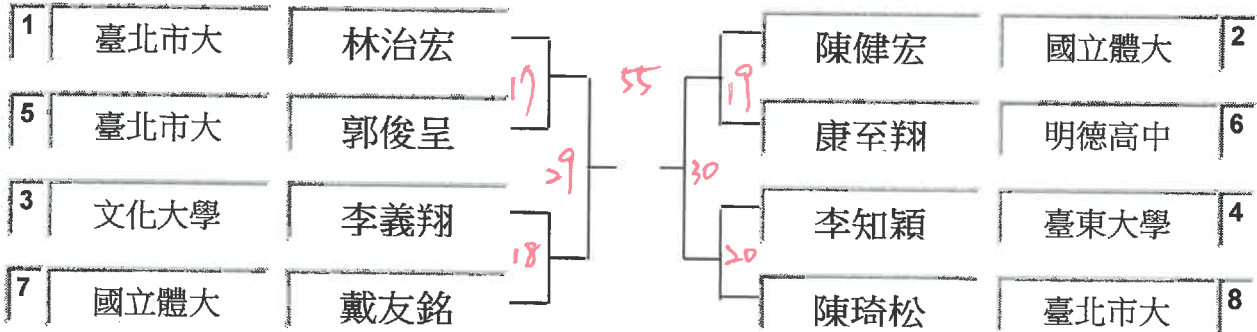 1 臺北市大 林治宏 陳健宏 國立體大 2
17 55 19
5 臺北市大 郭俊呈 康至翔 明德高中 6
29 30
3 文化大學 李義翔 李知穎 臺東大學 4
18 20
7 國立體大 戴友銘 陳琦松 臺北市大 8